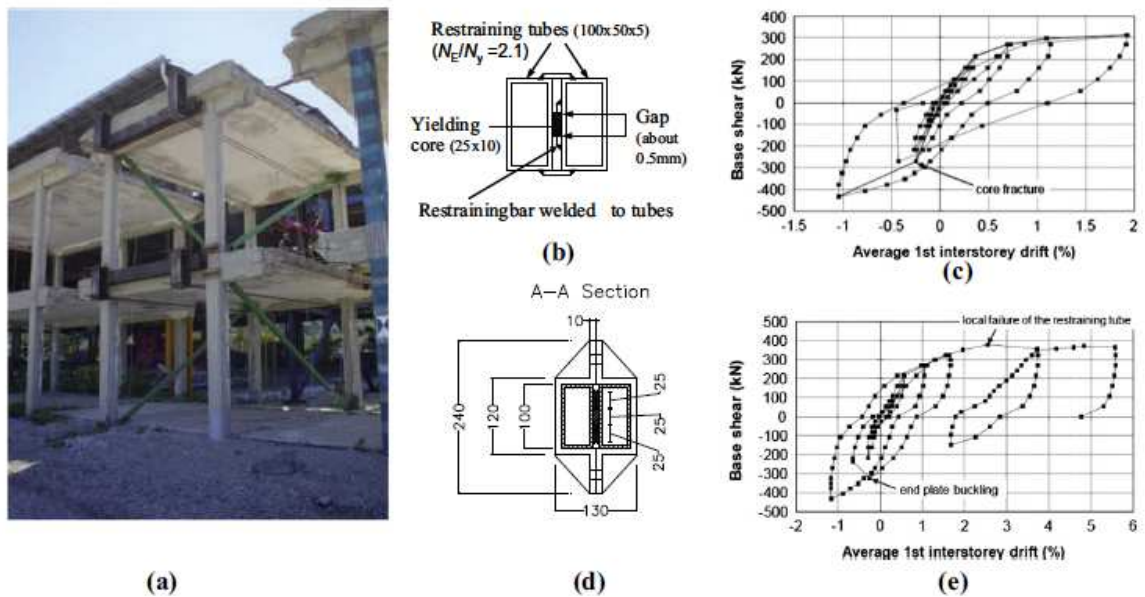 (a)
Restraining tubes (100x50x5)
(NE/Ny =2.1)
Yielding
core (25x10)
Gap
(about
0.5mm)
Restrainingbar welded to tubes
(b)
Base shear (kN)
400
300
200
100
0
-100
-200
-300
-400
-500
core fracture
-1.5 -1 -0.5 0 0.5 1 1.5 2
Average 1st interstorey drift (%)
(c)
A–A Section
10
240
120
100
25
25
25
130
(d)
Base shear (kN)
500
400
300
200
100
0
-100
-200
-300
-400
-500
local failure of the restraining tube
end plate buckling
-2 -1 0 1 2 3 4 5 6
Average 1st interstorey drift (%)
(e)